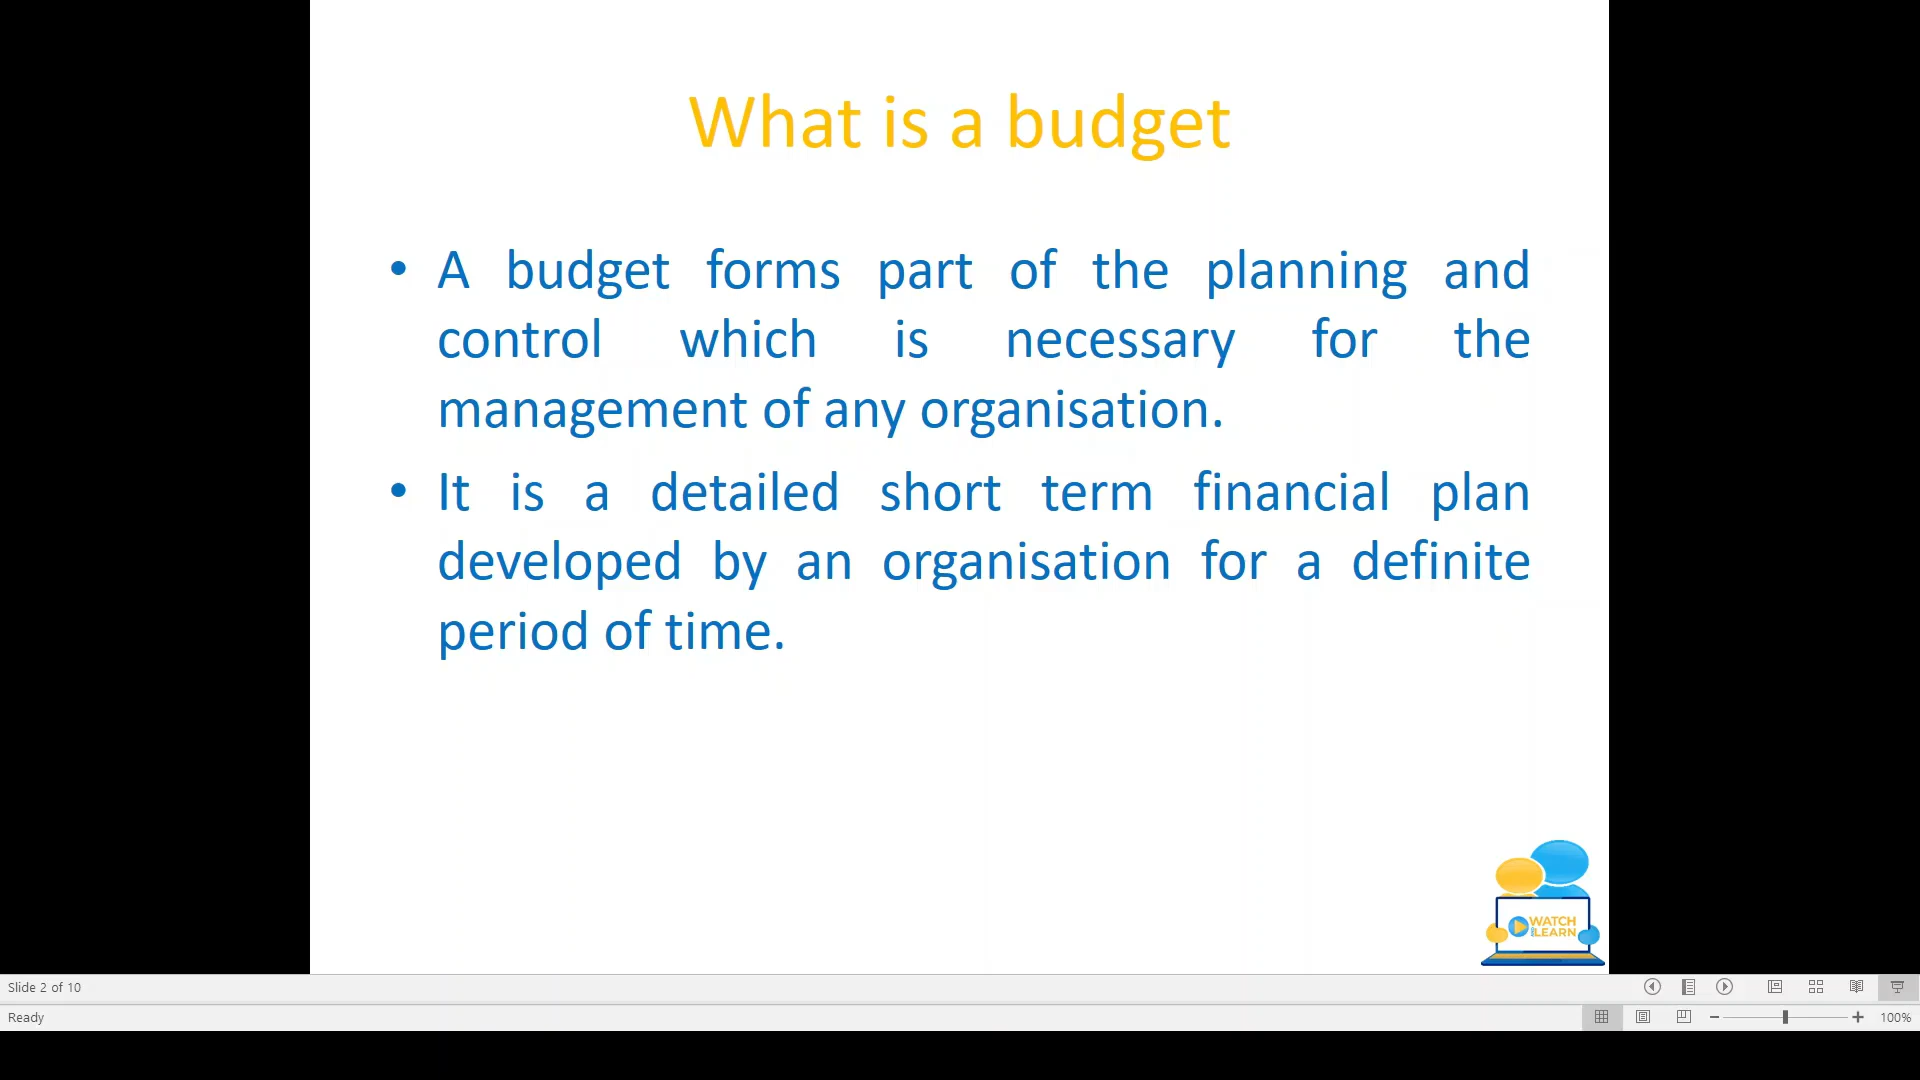 What is a budget
• A budget forms part of the planning and
control which is necessary for the
management of any organisation.
• It is a detailed short term financial plan
developed by an organisation for a definite
period of time.
WATCH
LEARN
Slide 2 of 10
Ready
100%